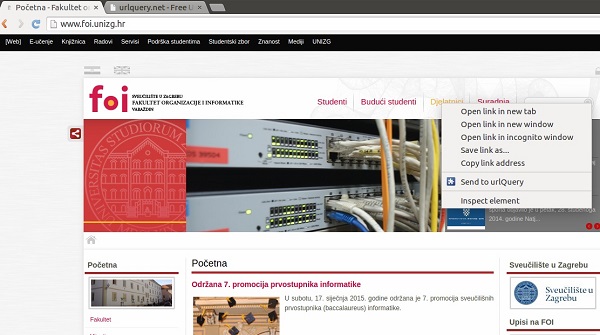 Početna - Fakultet o
urlquery.net - Free U
www.foi.unizg.hr
[Web] E-učenje Knjižnica Radovi Servisi Podrška studentima Studentski zbor Znanost Mediji UNIZG
foi
SVEUČILIŠTE U ZAGREBU
FAKULTET ORGANIZACIJE I INFORMATIKE
VARAŽDIN
Studenti Budući studenti Djelatnici Suradnja
Open link in new tab
Open link in new window
Open link in incognito window
Save link as...
Copy link address
Send to urlQuery
Inspect element
2014. Natj...
UNIVERSITAS STUDIORUM
Početna
Fakultet
Početna
Održana 7. promocija prvostupnika informatike
U subotu, 17. siječnja 2015. godine održana je 7. promocija sveučilišnih
prvostupnika (baccalaureus) informatike.
Sveučilište u Zagrebu
Sveučilište u
Zagrebu
Upisi na FOI